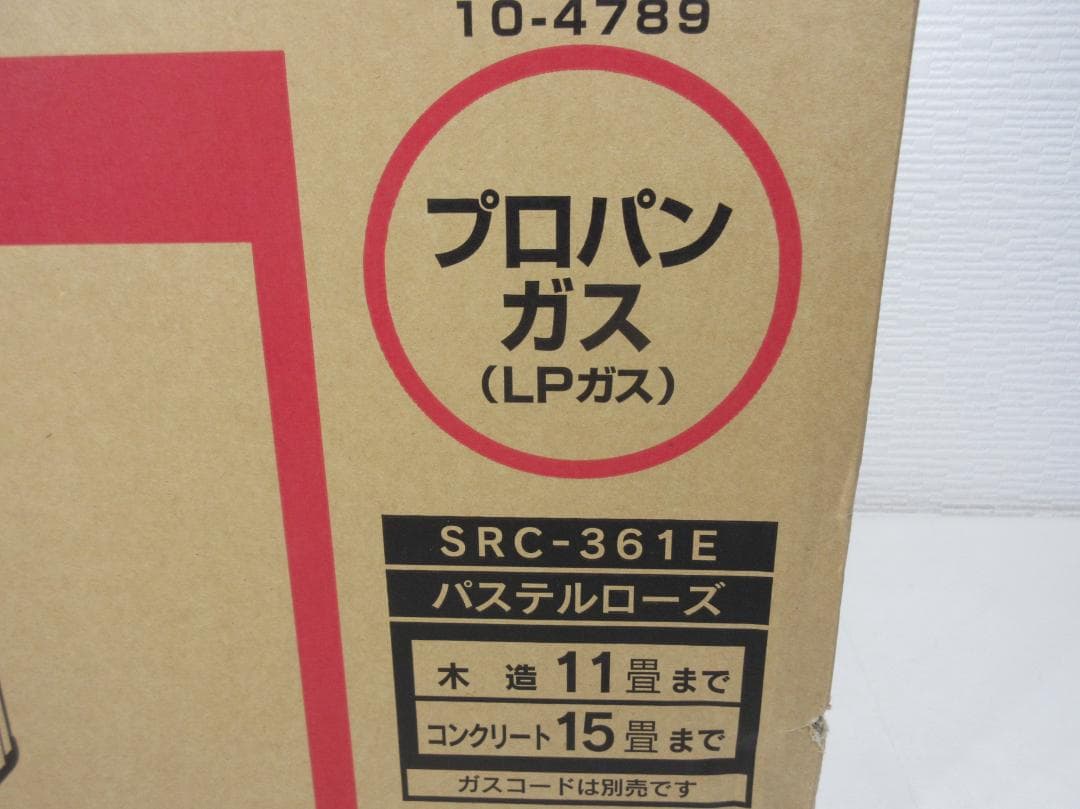 10-4789
プロパン
ガス
(LPガス)
SRC-361E
パステルローズ
木 造 11畳まで
コンクリート15畳まで
ガスコードは別売です